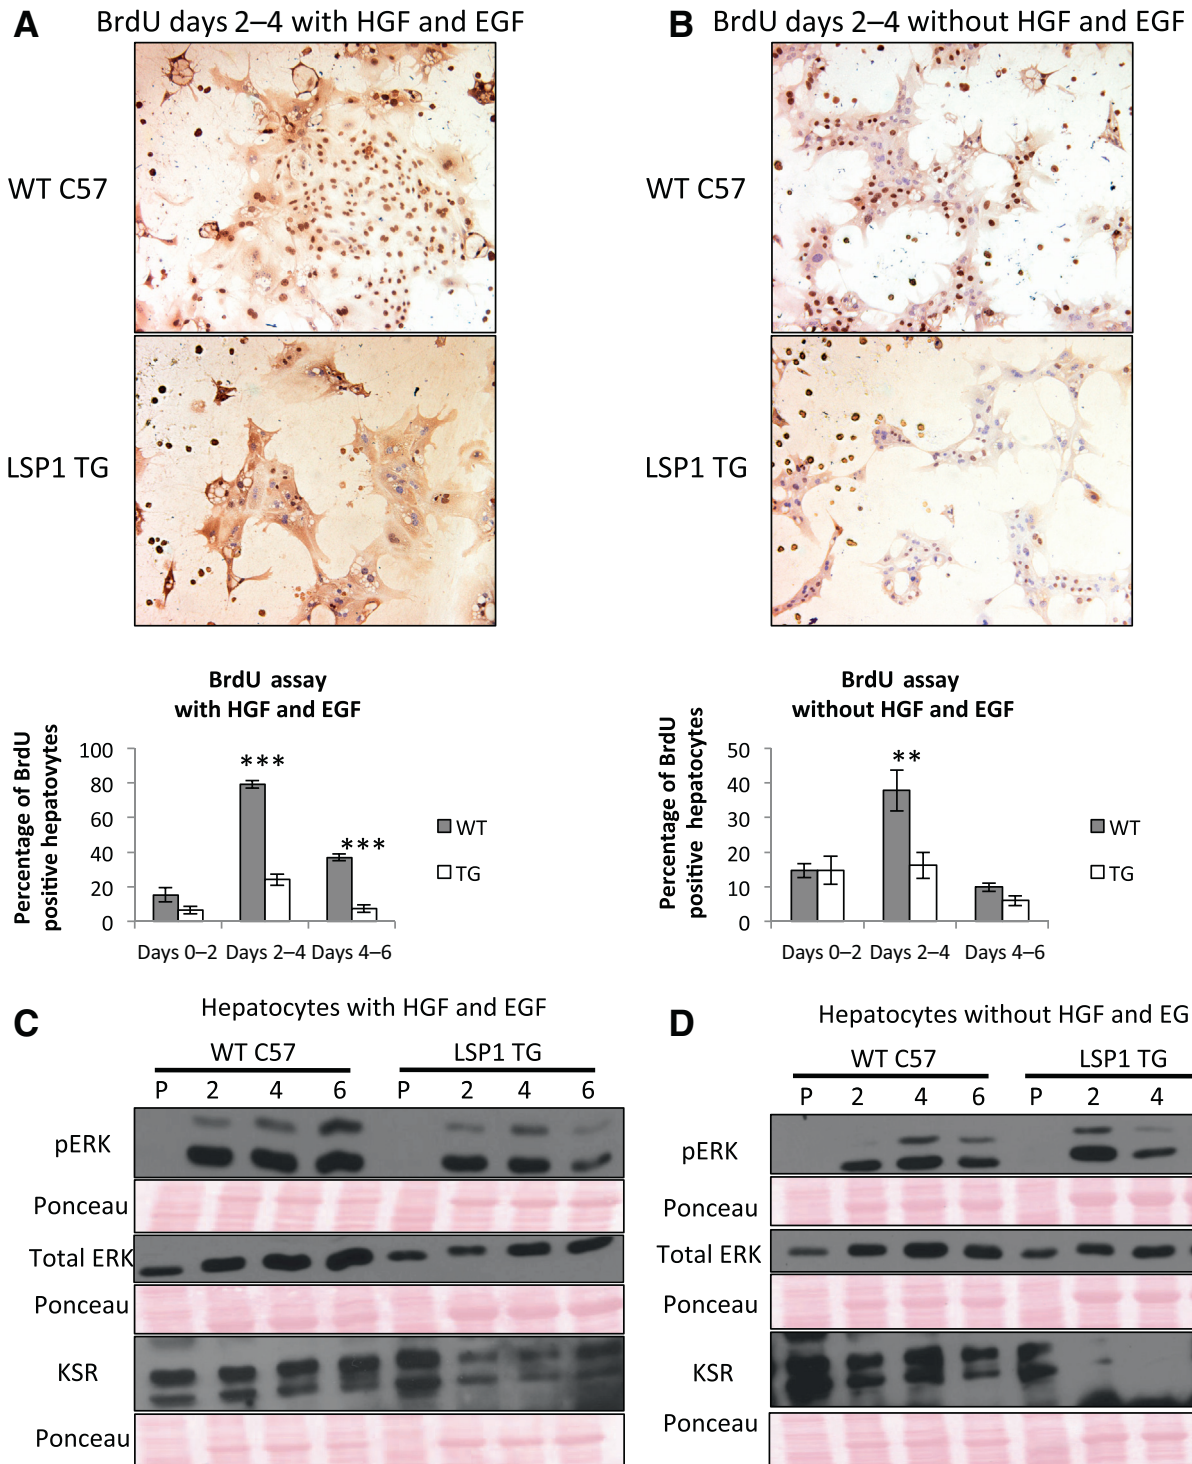 A
BrdU days 2–4 with HGF and EGF
WT C57
LSP1 TG
BrdU assay
with HGF and EGF
Percentage of BrdU
positive hepatovytes
100
80
60
40
20
0
***
***
WT
TG
Days 0–2 Days 2–4 Days 4–6
B
BrdU days 2–4 without HGF and EGF
WT C57
LSP1 TG
BrdU assay
without HGF and EGF
Percentage of BrdU
positive hepatocytes
50
40
30
20
10
0
**
WT
TG
Days 0–2 Days 2–4 Days 4–6
C
Hepatocytes with HGF and EGF
WT C57 LSP1 TG
P 2 4 6 P 2 4 6
pERK
Ponceau
Total ERK
Ponceau
KSR
Ponceau
D
Hepatocytes without HGF and EG
WT C57 LSP1 TG
P 2 4 6 P 2 4
pERK
Ponceau
Total ERK
Ponceau
KSR
Ponceau